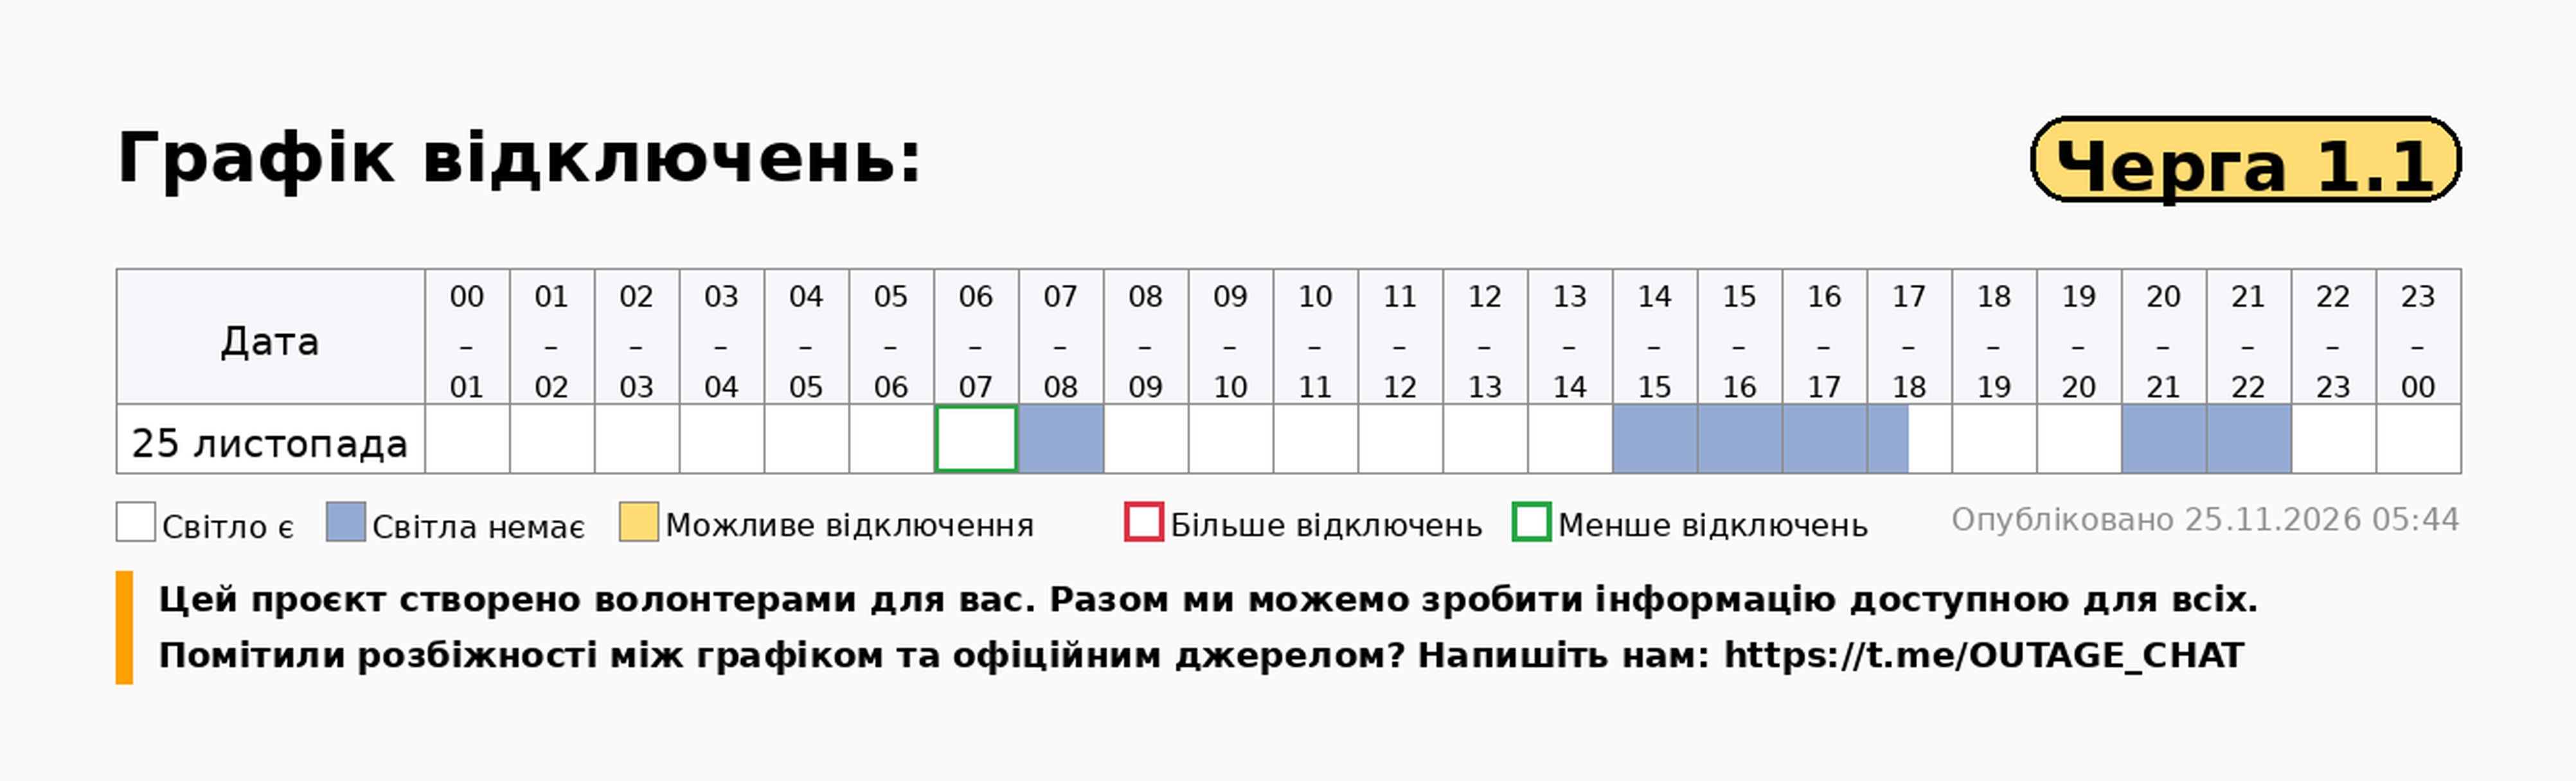 Графік відключень:
Черга 1.1
Дата
00 – 01
01 – 02
02 – 03
03 – 04
04 – 05
05 – 06
06 – 07
07 – 08
08 – 09
09 – 10
10 – 11
11 – 12
12 – 13
13 – 14
14 – 15
15 – 16
16 – 17
17 – 18
18 – 19
19 – 20
20 – 21
21 – 22
22 – 23
23 – 00
25 листопада
Світло є
Світла немає
Можливе відключення
Більше відключень
Менше відключень
Опубліковано 25.11.2026 05:44
Цей проєкт створено волонтерами для вас. Разом ми можемо зробити інформацію доступною для всіх.
Помітили розбіжності між графіком та офіційним джерелом? Напишіть нам: https://t.me/OUTAGE_CHAT